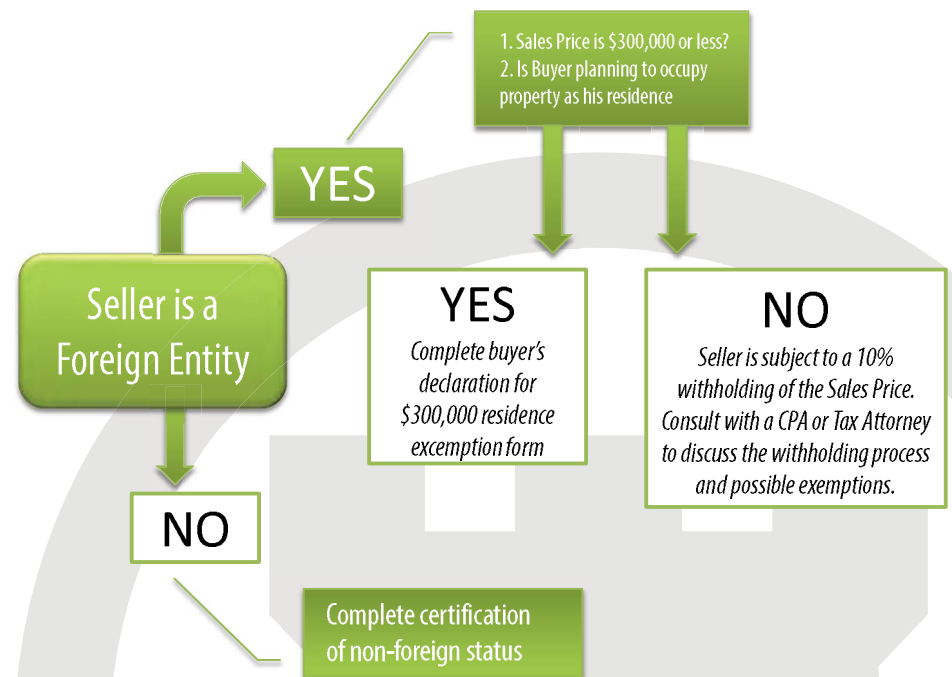 Seller is a
Foreign Entity
YES
1. Sales Price is $300,000 or less?
2. Is Buyer planning to occupy
property as his residence
YES
Complete buyer's
declaration for
$300,000 residence
excemption form
NO
Seller is subject to a 10%
withholding of the Sales Price.
Consult with a CPA or Tax Attorney
to discuss the withholding process
and possible exemptions.
NO
Complete certification
of non-foreign status